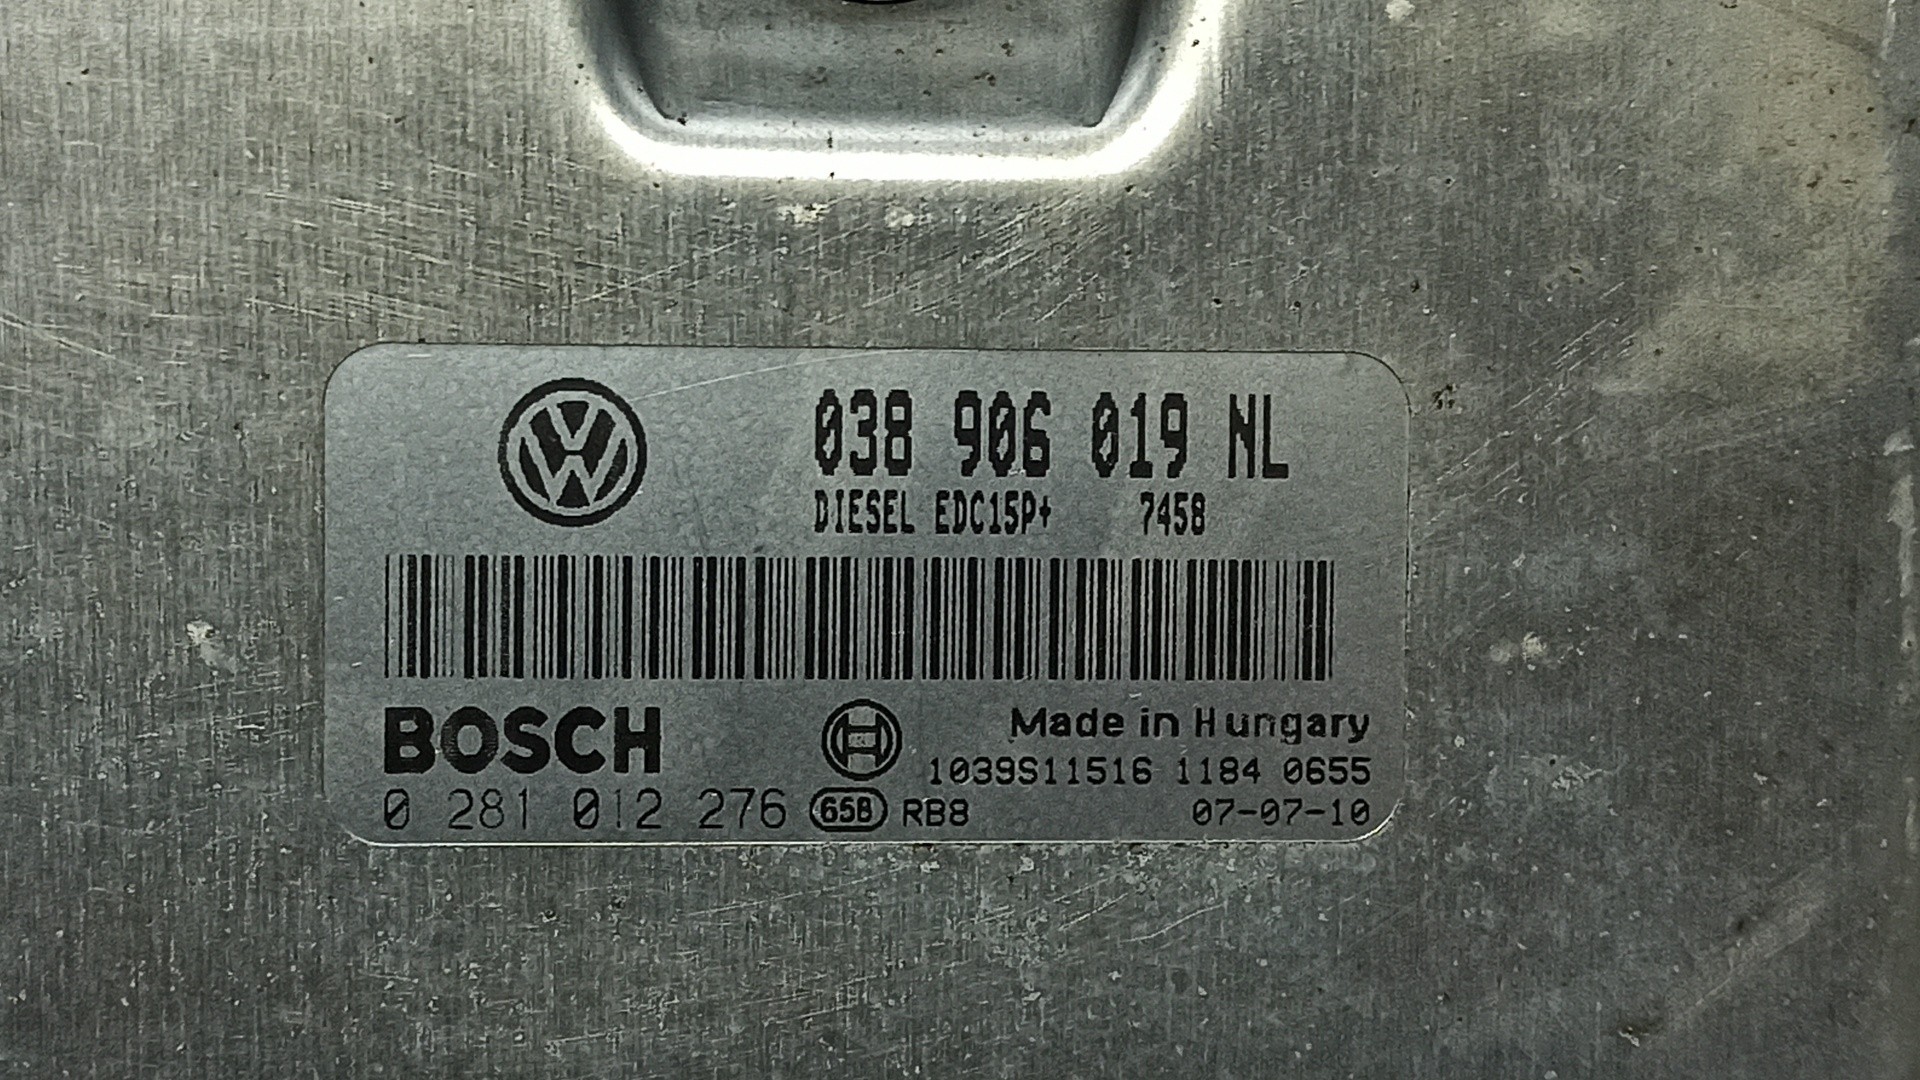 038 906 019 NL
DIESEL EDC15P+ 7458
BOSCH
Made in Hungary
1039S11516 1184 0655
0 281 012 276 65B RB8 07-07-10